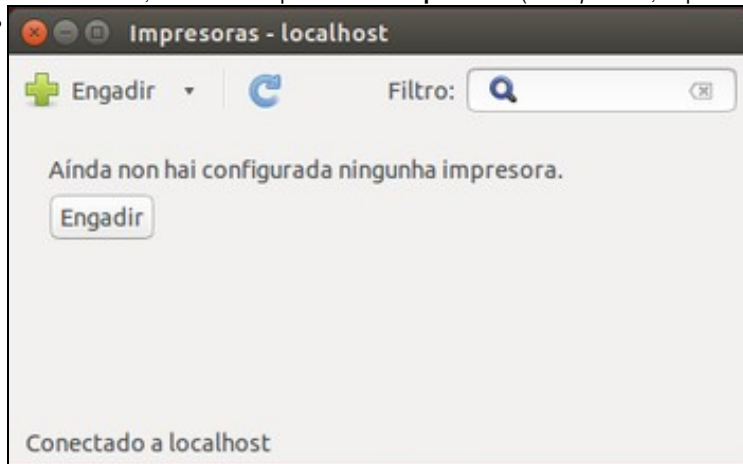 Impresoras - localhost
Engadir Filtro:
Aínda non hai configurada ningunha impresora.
Engadir
Conectado a localhost